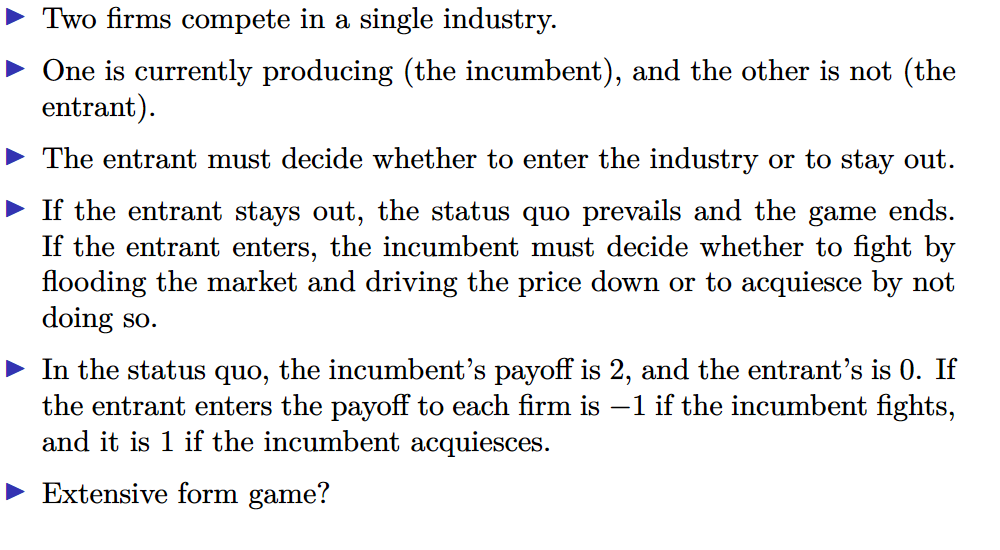 ▶ Two firms compete in a single industry.
▶ One is currently producing (the incumbent), and the other is not (the
entrant).
▶ The entrant must decide whether to enter the industry or to stay out.
▶ If the entrant stays out, the status quo prevails and the game ends.
If the entrant enters, the incumbent must decide whether to fight by
flooding the market and driving the price down or to acquiesce by not
doing so.
▶ In the status quo, the incumbent's payoff is 2, and the entrant's is 0. If
the entrant enters the payoff to each firm is −1 if the incumbent fights,
and it is 1 if the incumbent acquiesces.
▶ Extensive form game?